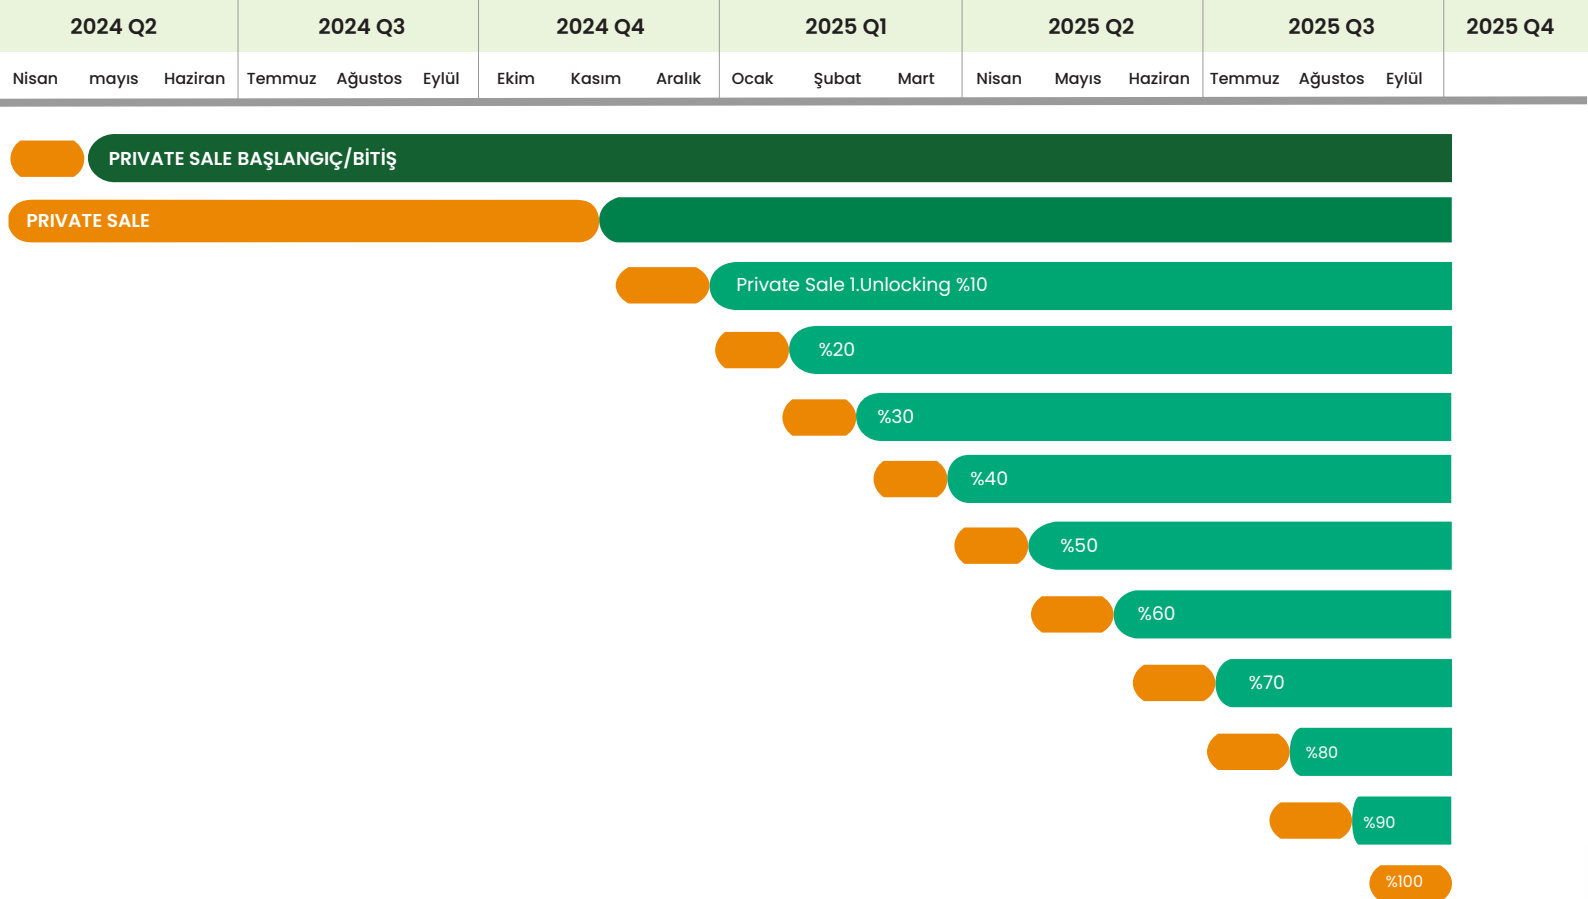 2024 Q2 2024 Q3 2024 Q4 2025 Q1 2025 Q2 2025 Q3 2025 Q4
Nisan mayıs Haziran Temmuz Ağustos Eylül Ekim Kasım Aralık Ocak Şubat Mart Nisan Mayıs Haziran Temmuz Ağustos Eylül
PRIVATE SALE BAŞLANGIÇ/BİTİŞ
PRIVATE SALE
Private Sale 1.Unlocking %10
%20
%30
%40
%50
%60
%70
%80
%90
%100